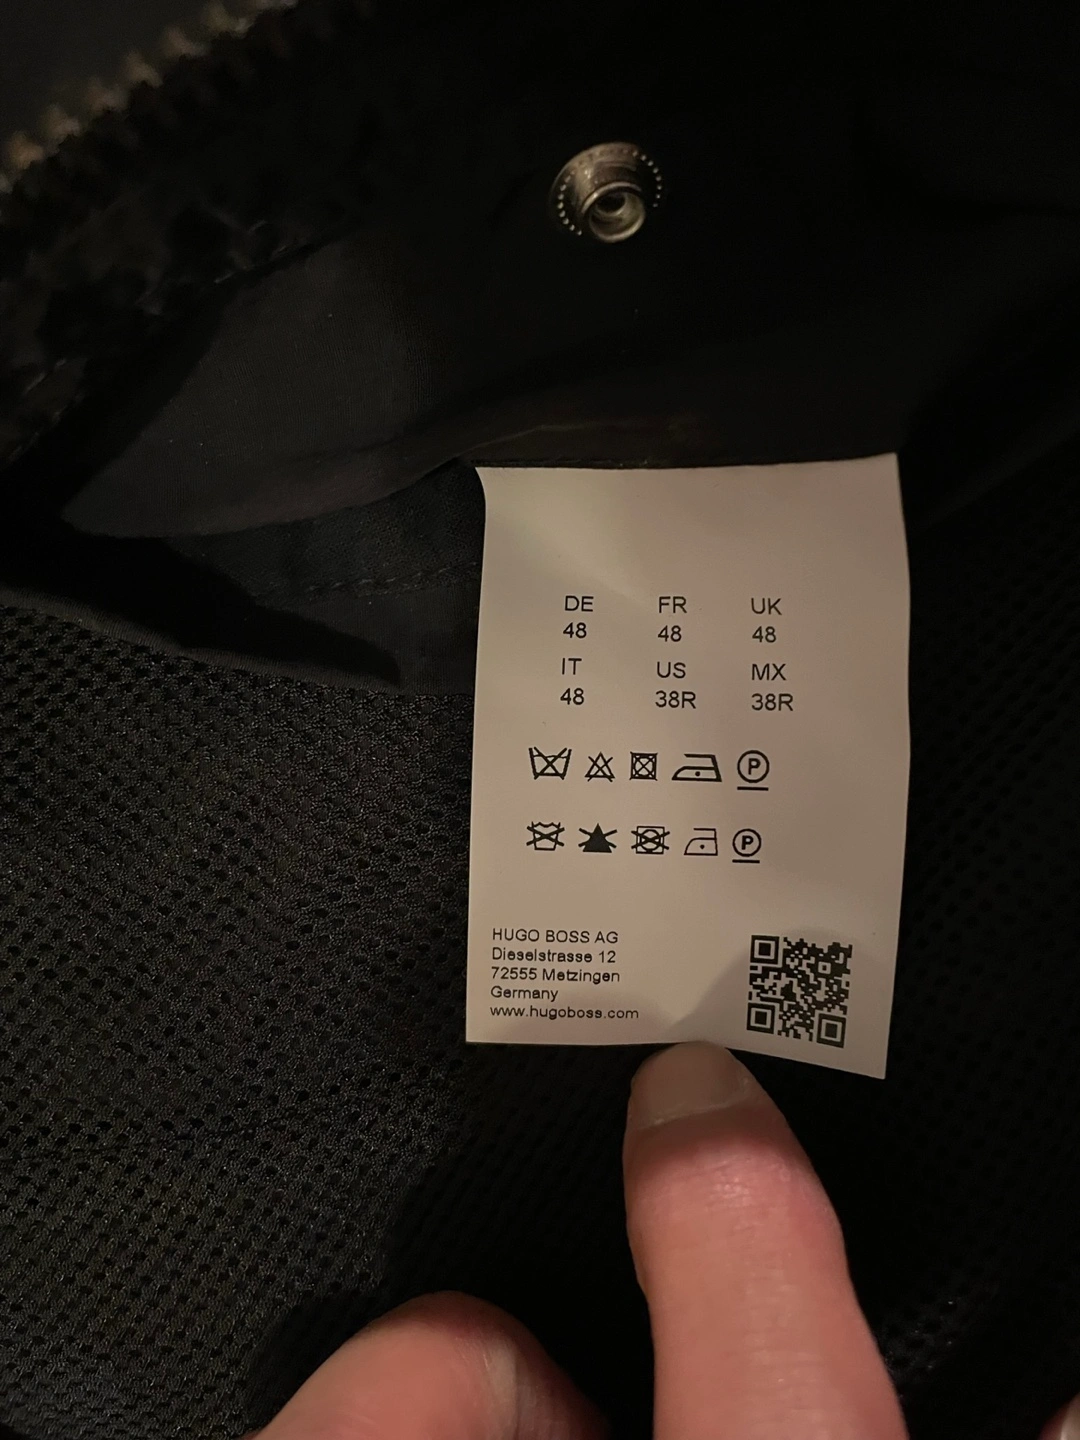 DE FR UK
48 48 48
IT US MX
48 38R 38R
P
P
HUGO BOSS AG
Dieselstrasse 12
72555 Metzingen
Germany
www.hugoboss.com